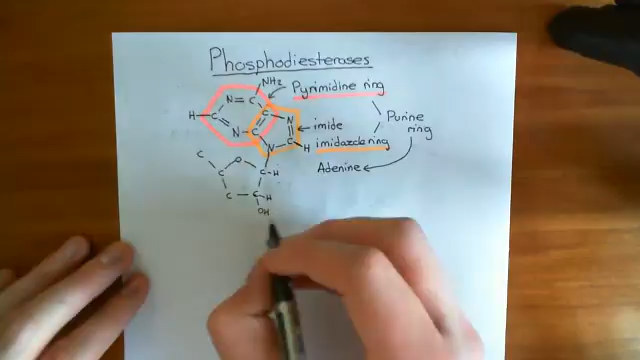 Phosphodiesterases
NH₂
Pyrimidine ring
N = C
C
N
H - C
imide
Purine
ring
N - C
C
H
imidazole ring
N
C
O
C - H
Adenine
C
C - C - H
OH